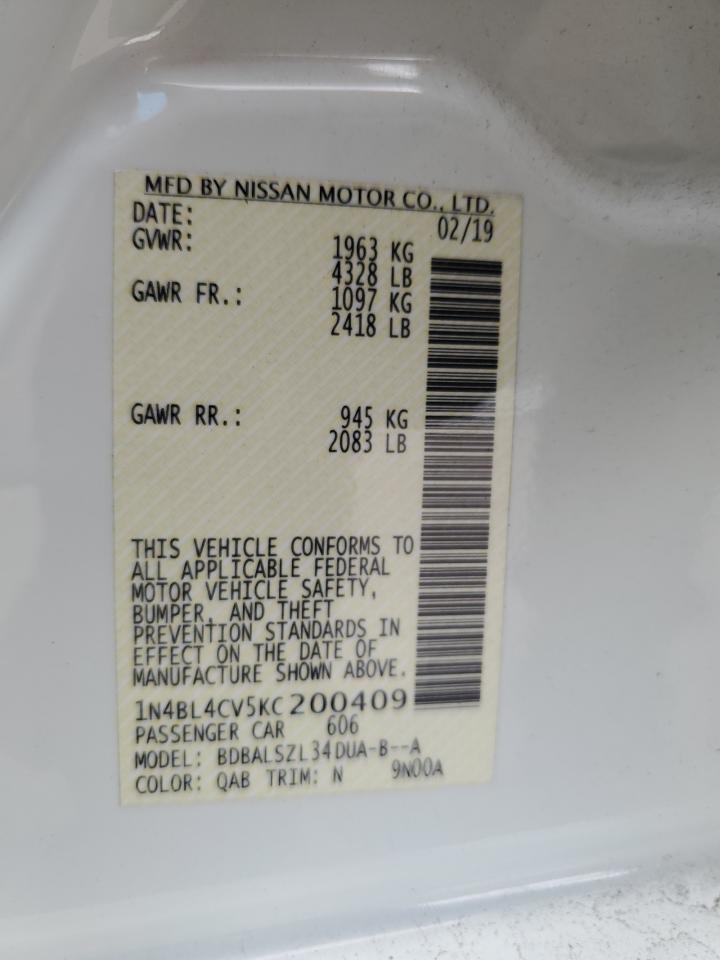 MFD BY NISSAN MOTOR CO., LTD.
DATE: 02/19
GVWR: 1963 KG
4328 LB
GAWR FR.: 1097 KG
2418 LB
GAWR RR.: 945 KG
2083 LB
THIS VEHICLE CONFORMS TO
ALL APPLICABLE FEDERAL
MOTOR VEHICLE SAFETY,
BUMPER, AND THEFT
PREVENTION STANDARDS IN
EFFECT ON THE DATE OF
MANUFACTURE SHOWN ABOVE.
1N4BL4CV5KC200409
PASSENGER CAR 606
MODEL: BDBALSZL34DUA-B--A
COLOR: QAB TRIM: N 9N00A